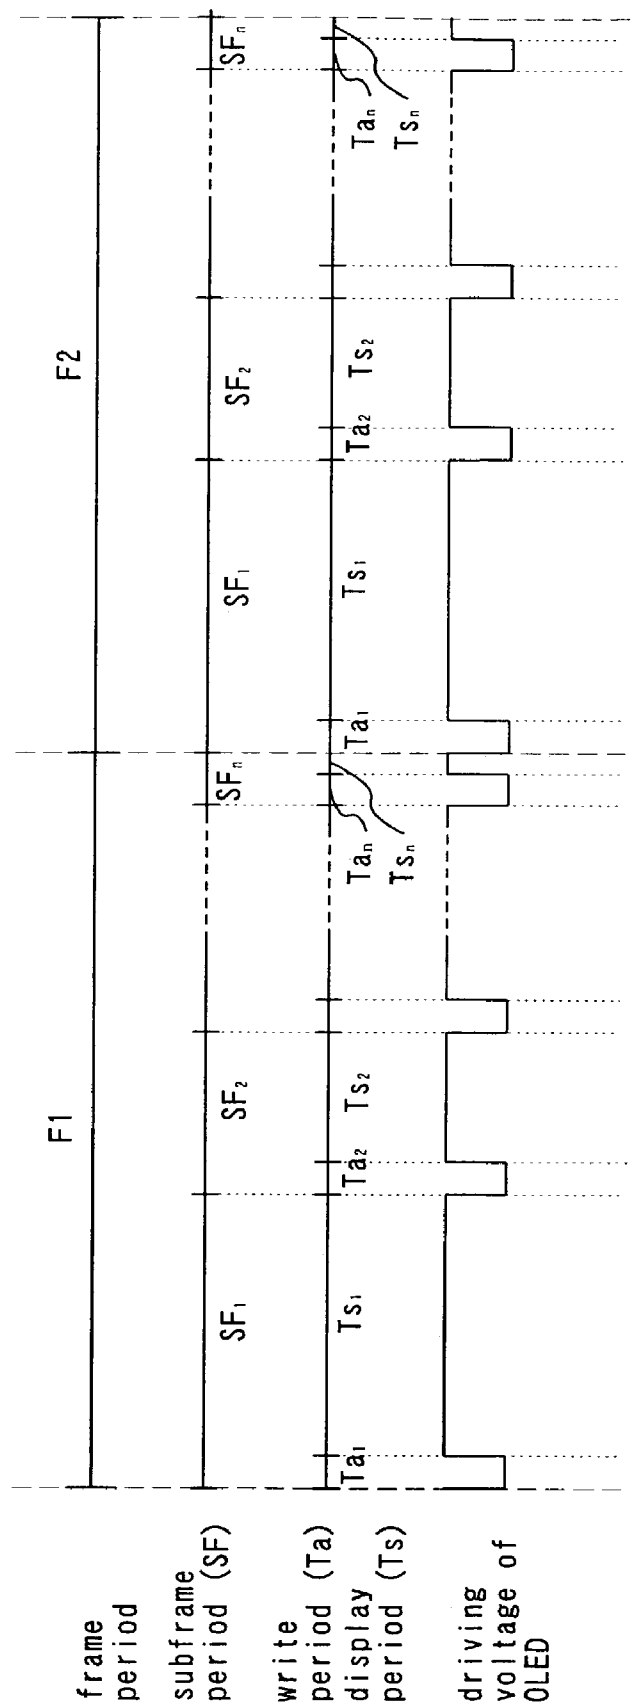 frame
period
F1
F2
subframe
period (SF)
SF₁
SF₂
SFₙ
SF₁
SF₂
SFₙ
write
period (Ta)
display
period (Ts)
Ta₁
Ts₁
Ta₂
Ts₂
Taₙ
Tsₙ
Ta₁
Ts₁
Ta₂
Ts₂
Taₙ
Tsₙ
driving
voltage of
OLED